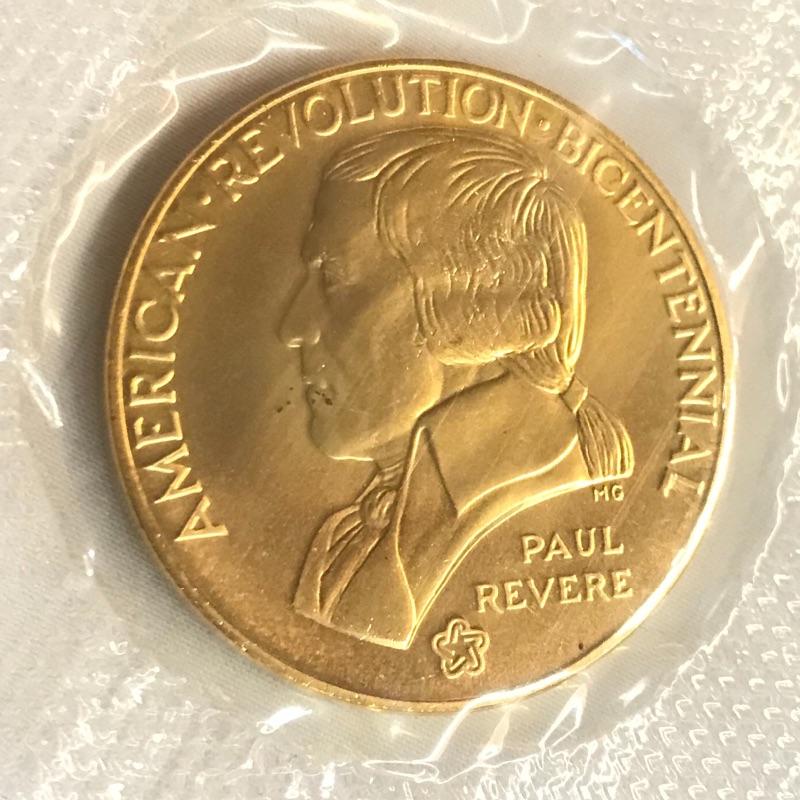 AMERICAN · REVOLUTION · BICENTENNIAL
MG
PAUL
REVERE